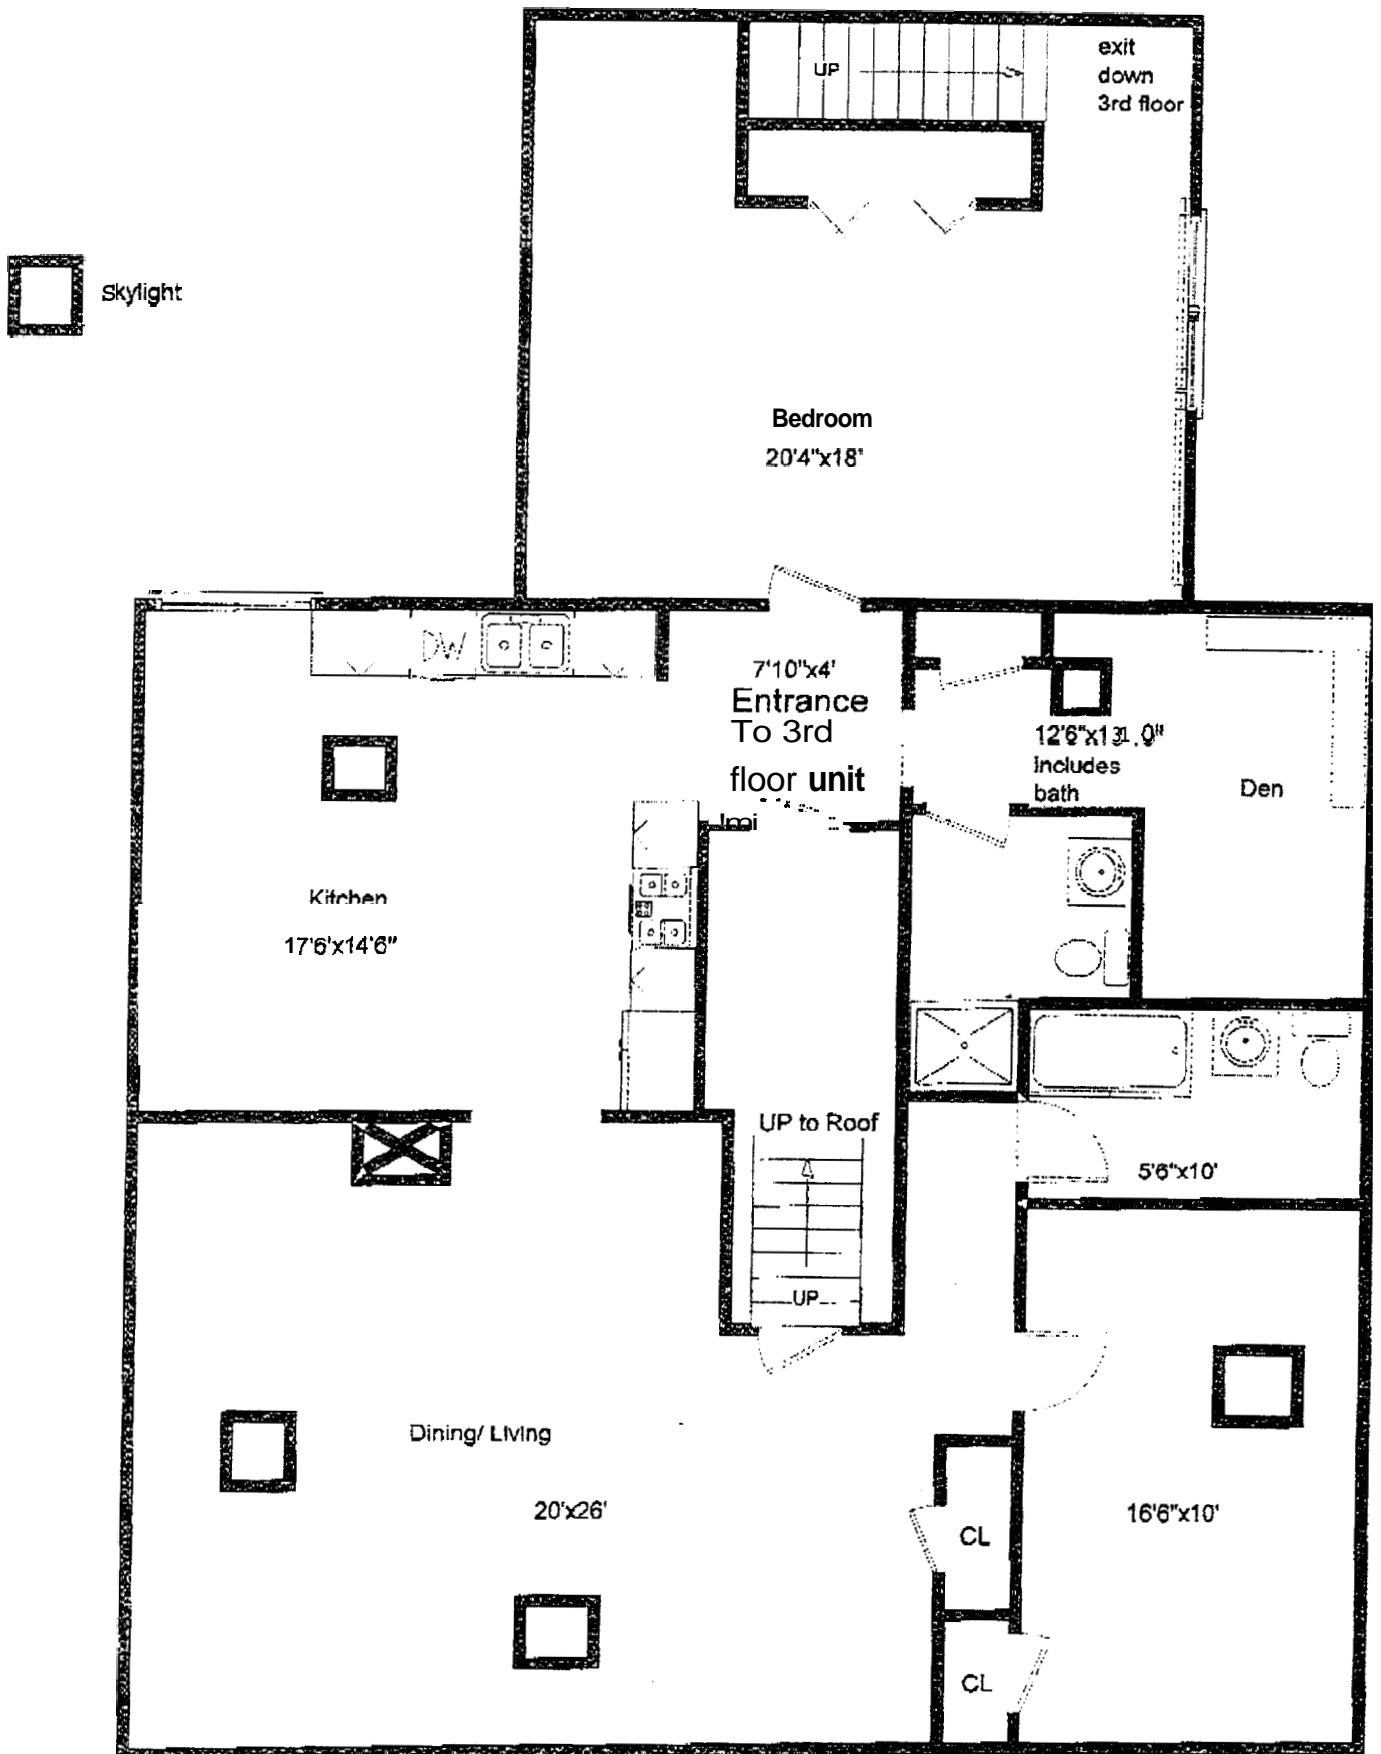 UP
exit
down
3rd floor
Skylight
Bedroom
20'4"x18'
DW
7'10"x4'
Entrance
To 3rd
floor unit
Includes
bath
Den
Kitchen
17'6'x14'6"
UP to Roof
5'6"x10'
UP
Dining/ Living
20'x26'
CL
16'6"x10'
CL